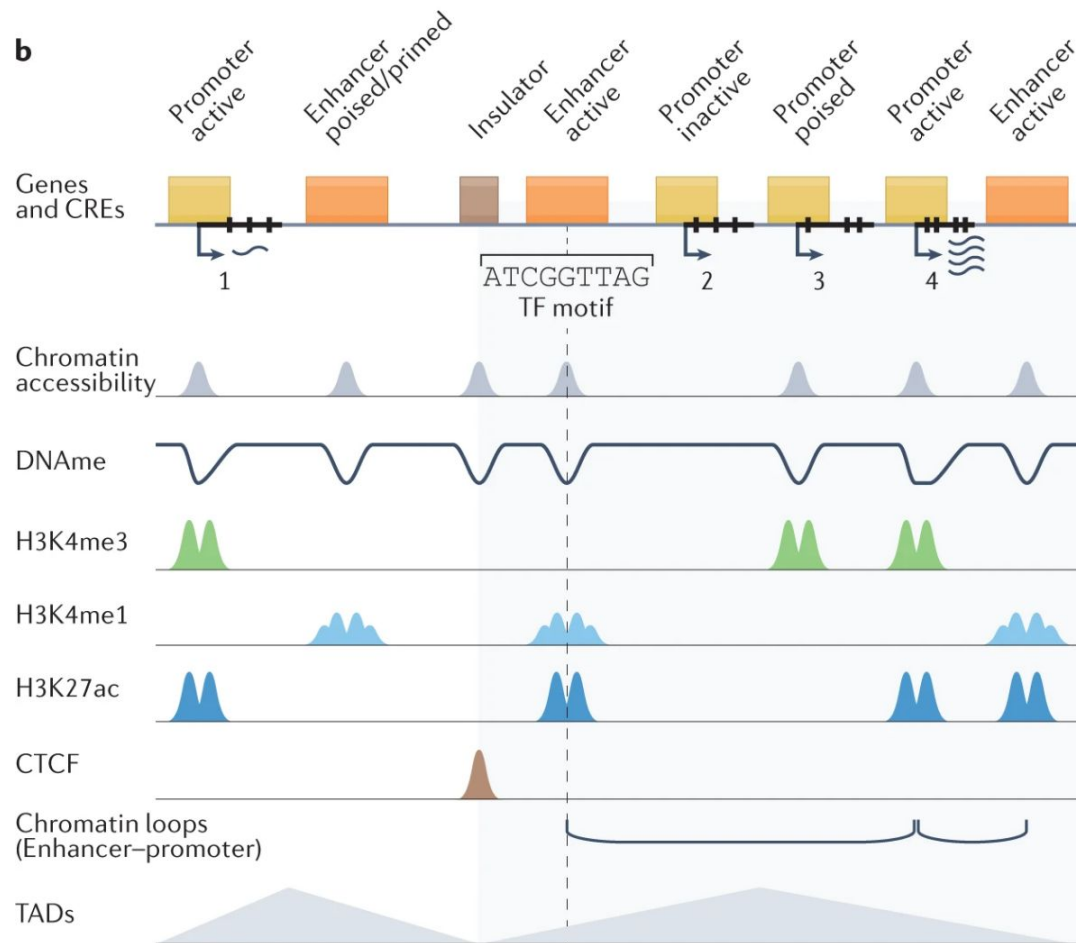 b
Promoter
active
Enhancer
poised/primed
Insulator
Enhancer
active
Promoter
inactive
Promoter
poised
Promoter
active
Enhancer
active
Genes
and CREs
1
ATCGGTTAG
TF motif
2
3
4
Chromatin
accessibility
DNAme
H3K4me3
H3K4me1
H3K27ac
CTCF
Chromatin loops
(Enhancer–promoter)
TADs